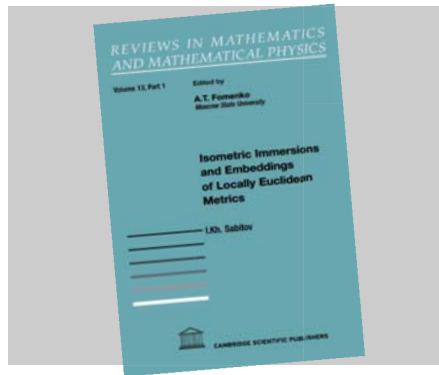 REVIEWS IN MATHEMATICS
AND MATHEMATICAL PHYSICS
Volume 13, Part 1
Edited by
A.T. Fomenko
Moscow State University
Isometric Immersions
and Embeddings
of Locally Euclidean
Metrics
I.Kh. Sabitov
CAMBRIDGE SCIENTIFIC PUBLISHERS